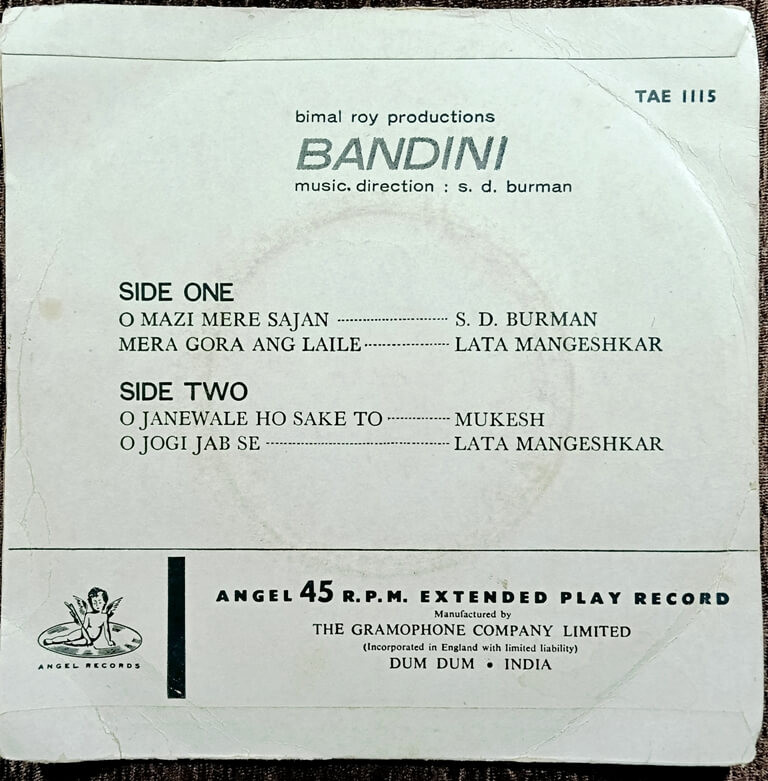 TAE 1115
bimal roy productions
BANDINI
music. direction : s. d. burman
SIDE ONE
O MAZI MERE SAJAN ---------------------- S. D. BURMAN
MERA GORA ANG LAILE----------------- LATA MANGESHKAR
SIDE TWO
O JANEWALE HO SAKE TO ------------ MUKESH
O JOGI JAB SE ------------------------------------ LATA MANGESHKAR
ANGEL 45 R.P.M. EXTENDED PLAY RECORD
Manufactured by
THE GRAMOPHONE COMPANY LIMITED
(Incorporated in England with limited liability)
DUM DUM • INDIA
ANGEL RECORDS